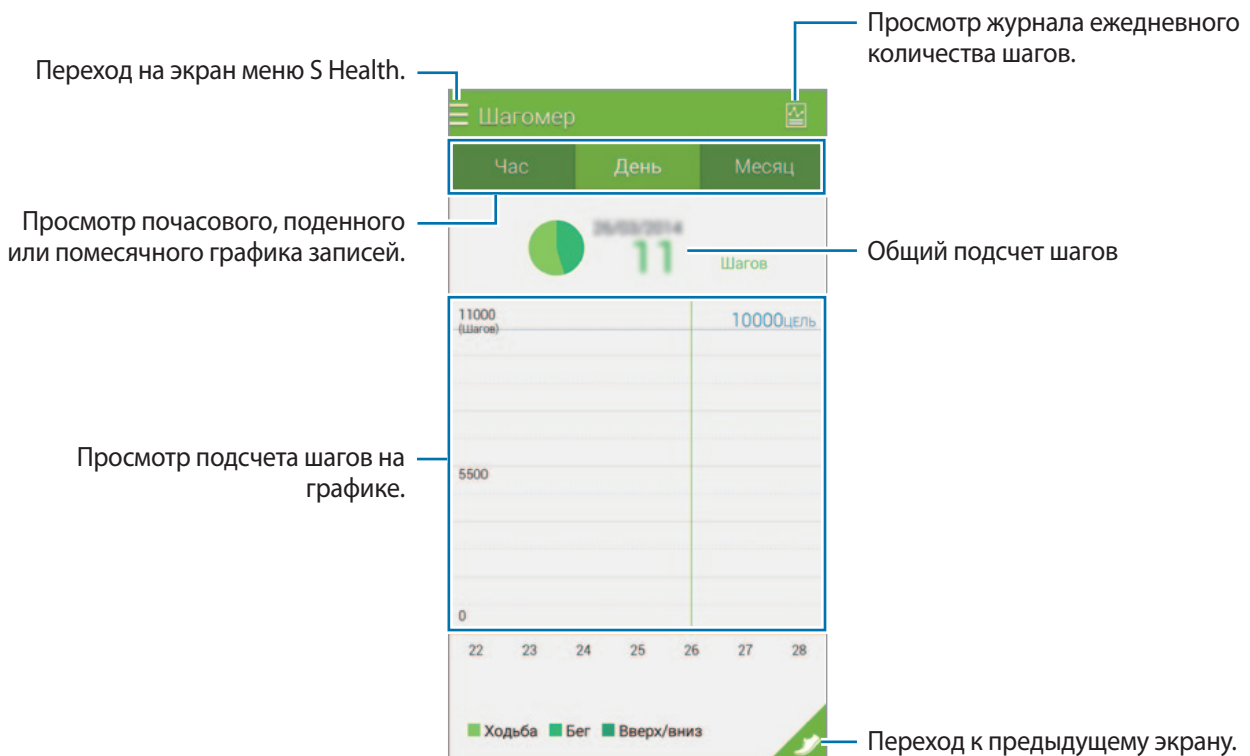 Просмотр журнала ежедневного
количества шагов.
Переход на экран меню S Health.
Шагомер
Час День Месяц
Просмотр почасового, поденного
или помесячного графика записей.
26/03/2014
11 Шагов
Общий подсчет шагов
11000
(Шагов)
10000ЦЕЛЬ
Просмотр подсчета шагов на
графике.
5500
0
22 23 24 25 26 27 28
Ходьба Бег Вверх/вниз
Переход к предыдущему экрану.